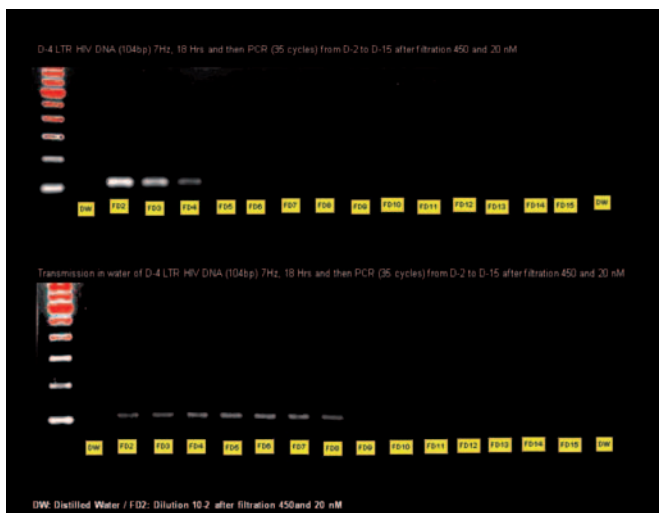 D-4 LTR HIV DNA (104bp) 7Hz, 18 Hrs and then PCR (35 cycles) from D-2 to D-15 after filtration 450 and 20 nM
DW FD2 FD3 FD4 FD5 FD6 FD7 FD8 FD9 FD10 FD11 FD12 FD13 FD14 FD15 DW
Transmission in water of D-4 LTR HIV DNA (104bp) 7Hz, 18 Hrs and then PCR (35 cycles) from D-2 to D-15 after filtration 450 and 20 nM
DW FD2 FD3 FD4 FD5 FD6 FD7 FD8 FD9 FD10 FD11 FD12 FD13 FD14 FD15 DW
DW: Distilled Water / FD2: Dilution 10-2 after filtration 450and 20 nM